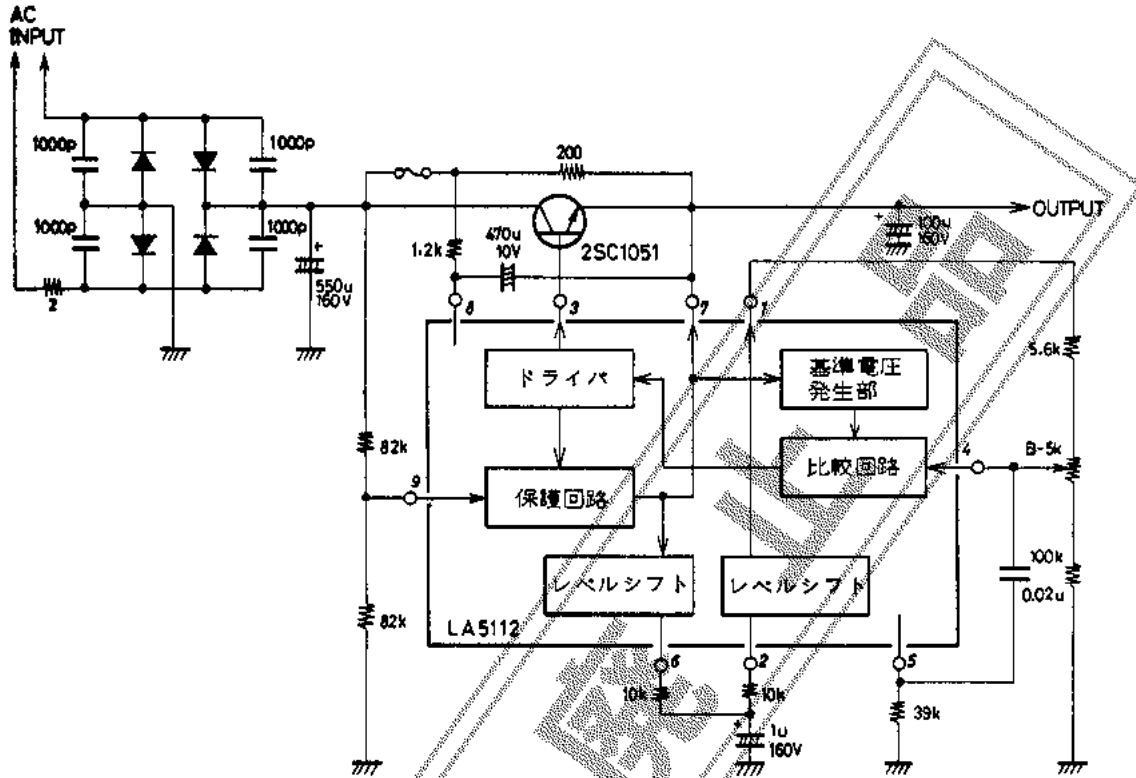 AC
INPUT
1000p
1000p
1000p
1000p
2
550u
160V
200
1.2k
470u
10V
2SC1051
100u
160V
OUTPUT
8
3
7
1
ドライバ
基準電圧
発生部
5.6k
82k
9
保護回路
比較回路
4
B-5k
レベルシフト
レベルシフト
100k
0.02u
82k
LA5112
6
2
5
10k
10k
39k
1u
160V